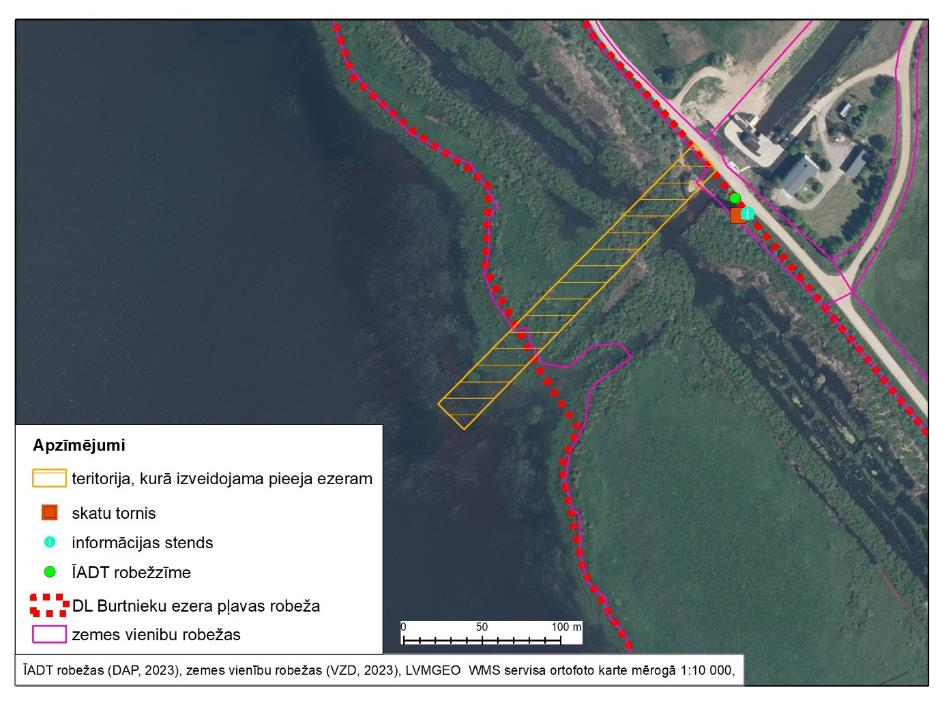 Apzīmējumi
teritorija, kurā izveidojama pieeja ezeram
skatu tornis
informācijas stends
ĪADT robežzīme
DL Burtnieku ezera pļavas robeža
zemes vienību robežas
0 50 100 m
ĪADT robežas (DAP, 2023), zemes vienību robežas (VZD, 2023), LVMGEO WMS servisa ortofoto karte mērogā 1:10 000,